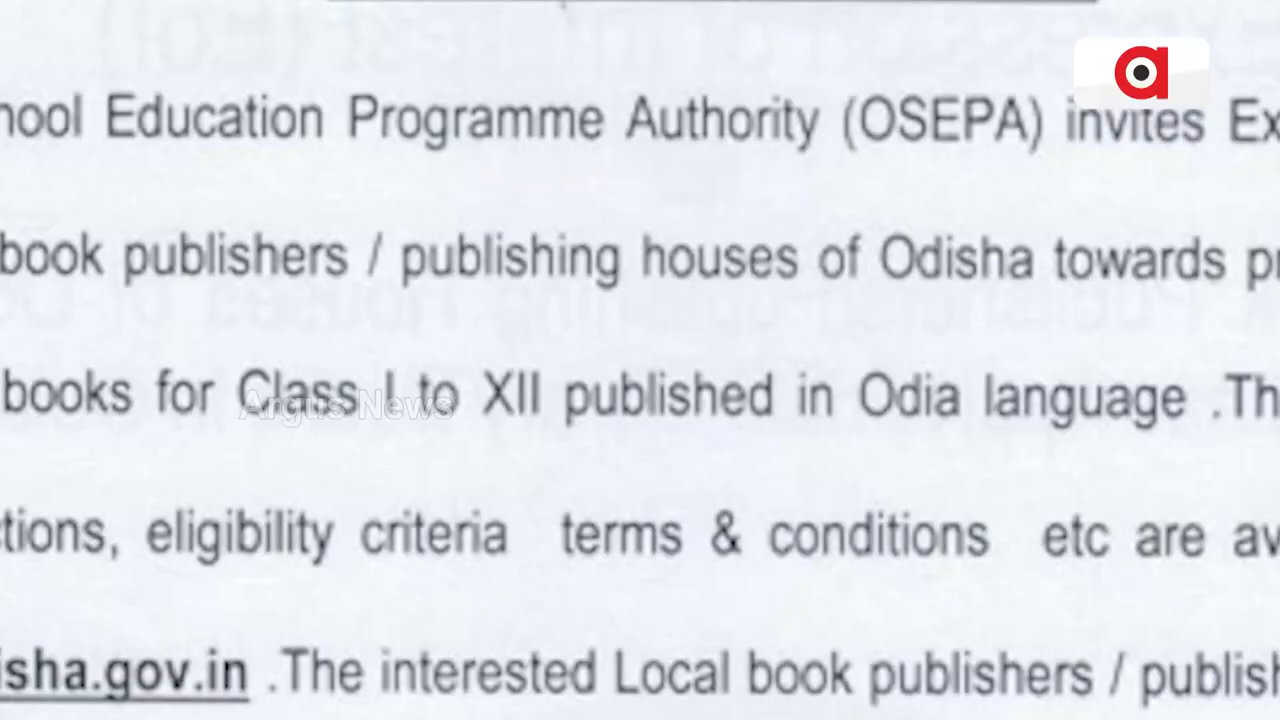 hool Education Programme Authority (OSEPA) invites Ex
book publishers / publishing houses of Odisha towards pr
books for Class I to XII published in Odia language .Th
tions, eligibility criteria terms & conditions etc are av
isha.gov.in .The interested Local book publishers / publish
a
Argus News